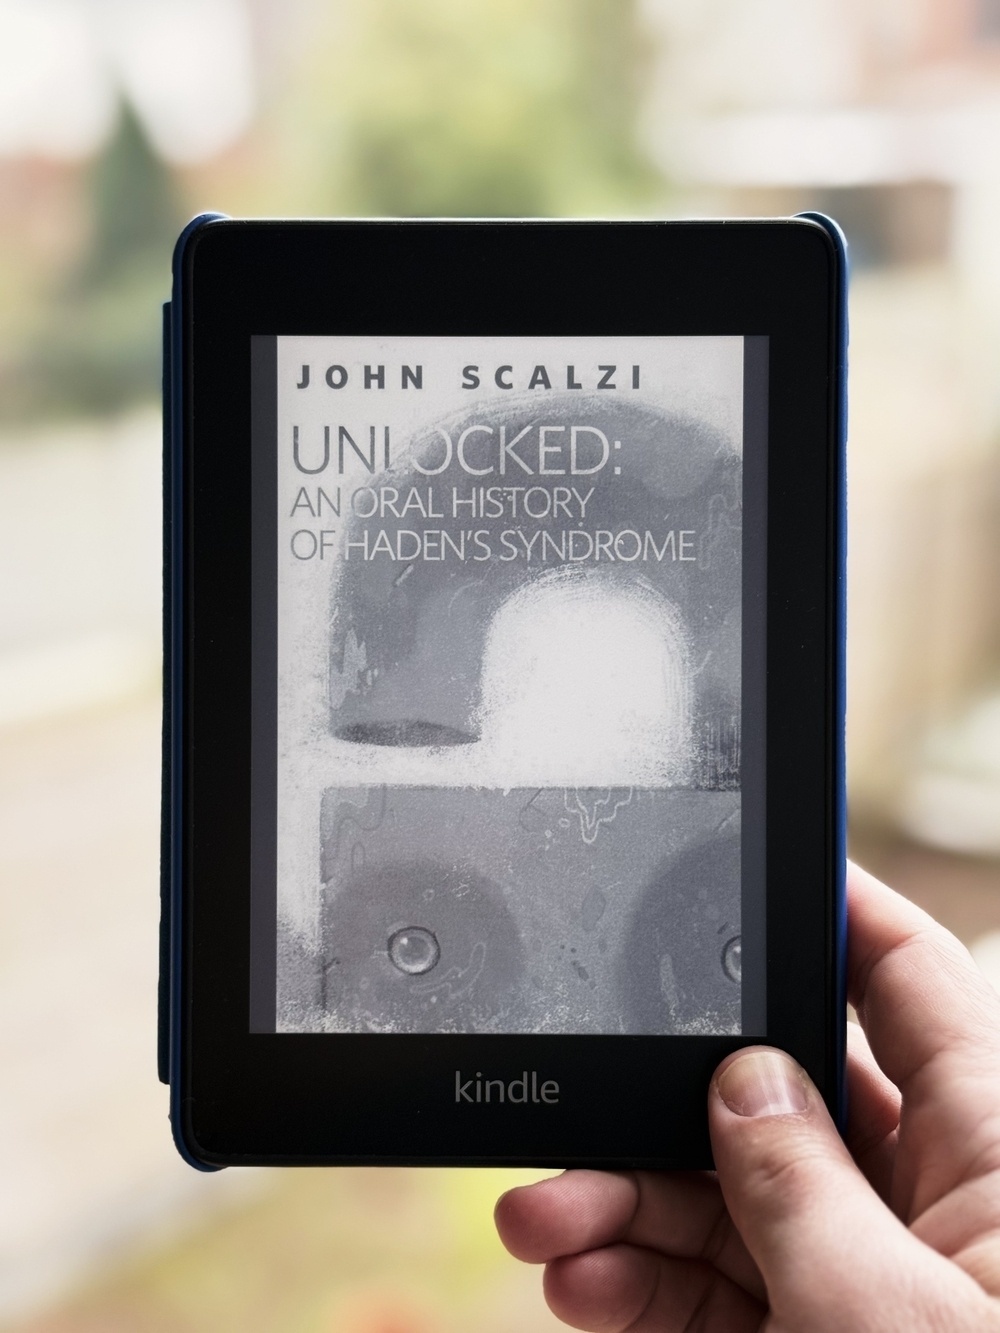 JOHN SCALZI
UNLOCKED:
AN ORAL HISTORY
OF HADEN'S SYNDROME
kindle